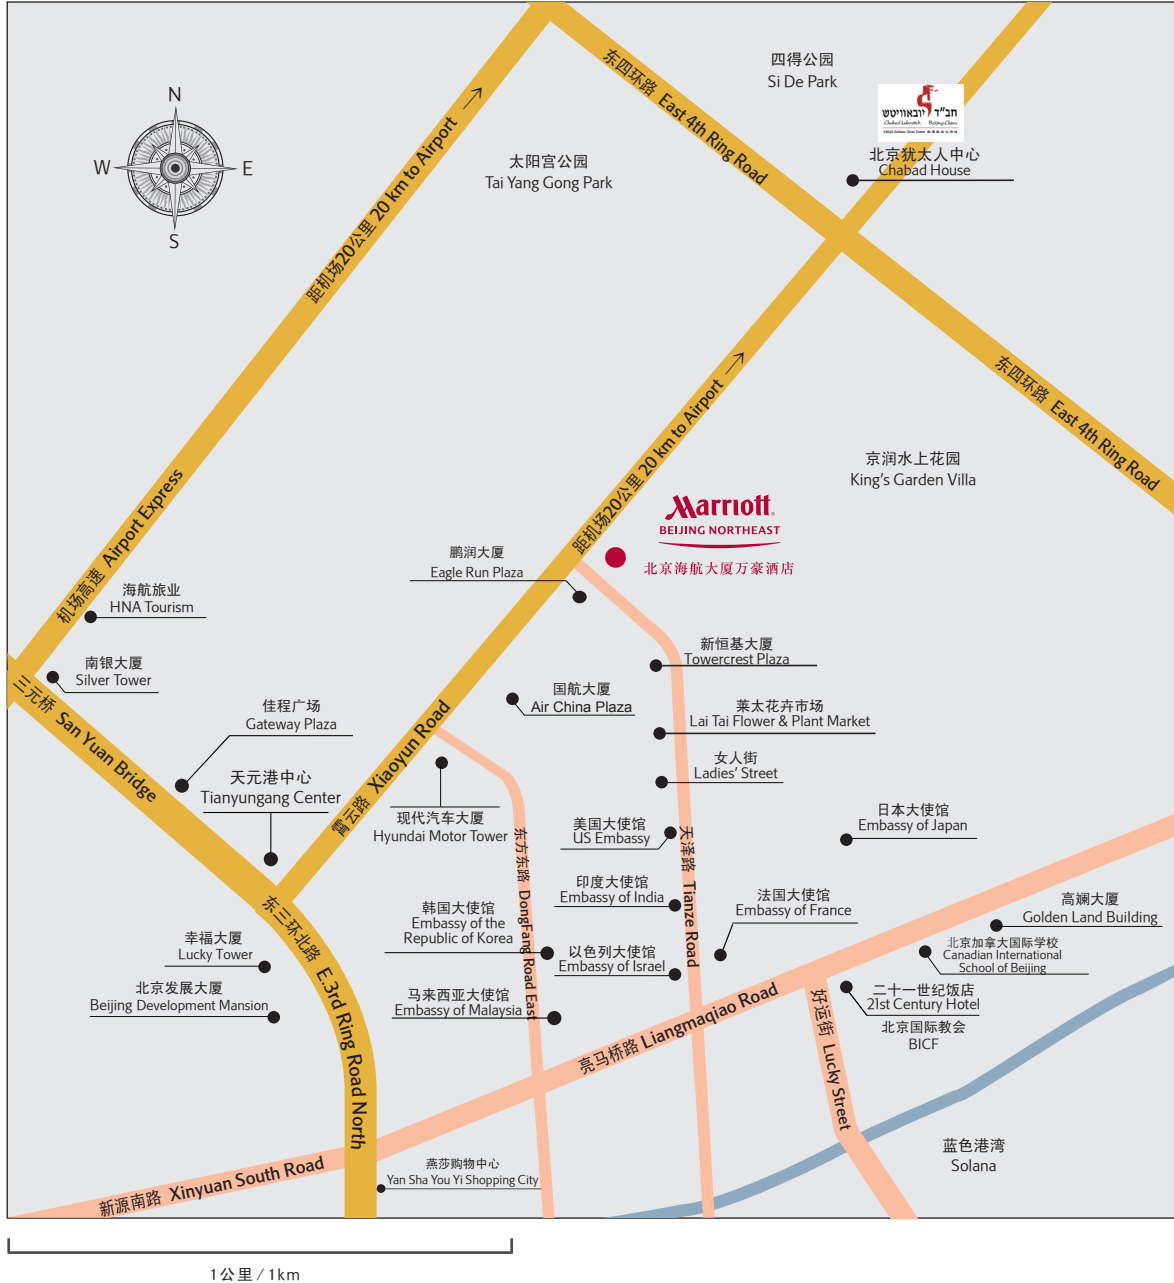 四得公园
Si De Park
חב"ד ליובאוויטש
Chabad Lubavitch Beijing China
北京犹太人中心
Chabad House
N
W
E
S
太阳宫公园
Tai Yang Gong Park
东四环路 East 4th Ring Road
距机场20公里 20 km to Airport
东四环路 East 4th Ring Road
距机场20公里 20 km to Airport
京润水上花园
King's Garden Villa
Marriott
BEIJING NORTHEAST
北京海航大厦万豪酒店
机场高速 Airport Express
鹏润大厦
Eagle Run Plaza
海航旅业
HNA Tourism
南银大厦
Silver Tower
新恒基大厦
Towercrest Plaza
国航大厦
Air China Plaza
三元桥 San Yuan Bridge
佳程广场
Gateway Plaza
莱太花卉市场
Lai Tai Flower & Plant Market
霄云路 Xiaoyun Road
女人街
Ladies' Street
天元港中心
Tianyungang Center
现代汽车大厦
Hyundai Motor Tower
美国大使馆
US Embassy
日本大使馆
Embassy of Japan
东方东路 DongFang Road East
天泽路 Tianze Road
印度大使馆
Embassy of India
法国大使馆
Embassy of France
高斓大厦
Golden Land Building
韩国大使馆
Embassy of the
Republic of Korea
东三环北路 E.3rd Ring Road North
幸福大厦
Lucky Tower
以色列大使馆
Embassy of Israel
北京加拿大国际学校
Canadian International
School of Beijing
北京发展大厦
Beijing Development Mansion
马来西亚大使馆
Embassy of Malaysia
二十一世纪饭店
21st Century Hotel
北京国际教会
BICF
亮马桥路 Liangmaqiao Road
好运街 Lucky Street
蓝色港湾
Solana
燕莎购物中心
Yan Sha You Yi Shopping City
新源南路 Xinyuan South Road
1公里 / 1km